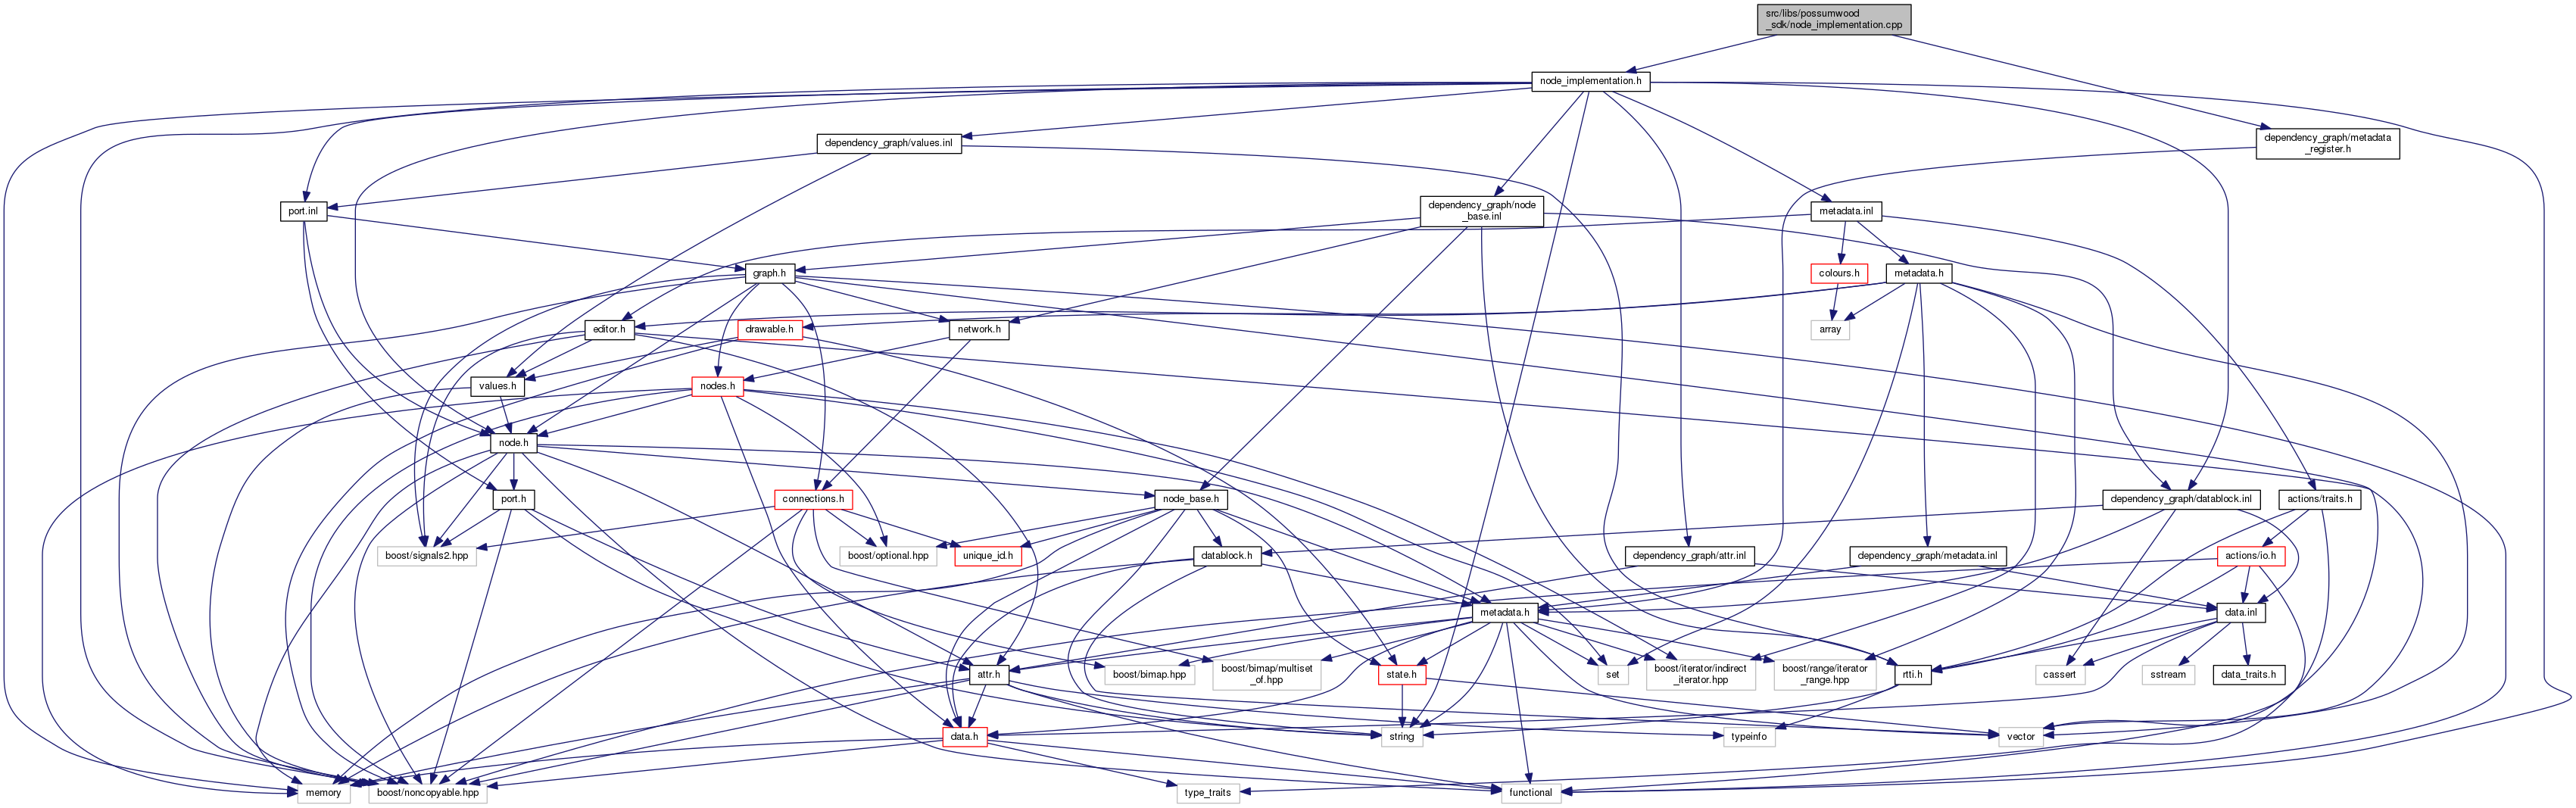 src/libs/possumwood
_sdk/node_implementation.cpp
node_implementation.h
dependency_graph/values.inl
dependency_graph/metadata
_register.h
port.inl
dependency_graph/node
_base.inl
metadata.inl
graph.h
colours.h
metadata.h
editor.h
drawable.h
network.h
array
values.h
nodes.h
node.h
port.h
connections.h
node_base.h
dependency_graph/datablock.inl
actions/traits.h
boost/signals2.hpp
boost/optional.hpp
unique_id.h
datablock.h
dependency_graph/attr.inl
dependency_graph/metadata.inl
actions/io.h
metadata.h
data.inl
attr.h
boost/bimap.hpp
boost/bimap/multiset
_of.hpp
state.h
set
boost/iterator/indirect
_iterator.hpp
boost/range/iterator
_range.hpp
rtti.h
cassert
sstream
data_traits.h
data.h
string
typeinfo
vector
memory
boost/noncopyable.hpp
type_traits
functional